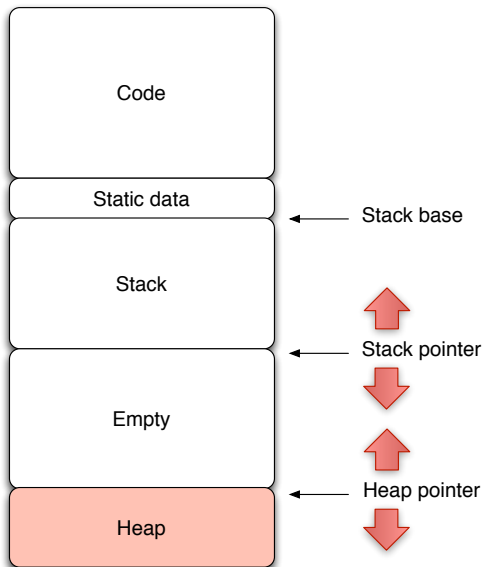 Code
Static data
Stack base
Stack
Stack pointer
Empty
Heap pointer
Heap